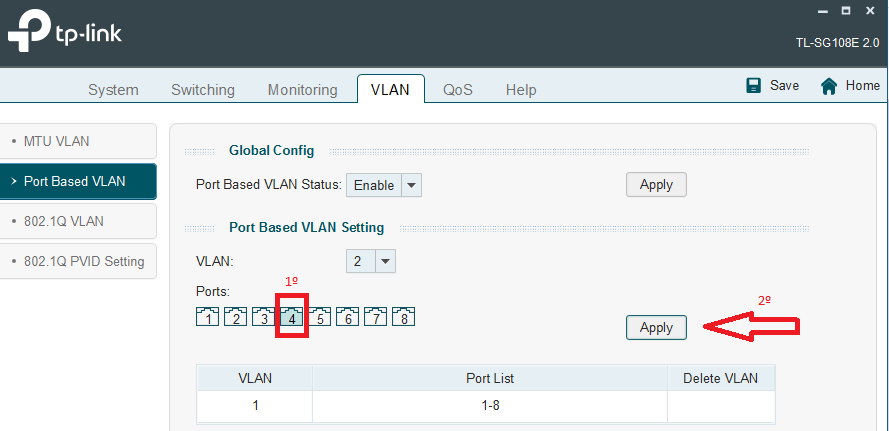 tp-link
TL-SG108E 2.0
System Switching Monitoring VLAN QoS Help Save Home
MTU VLAN
Port Based VLAN
802.1Q VLAN
802.1Q PVID Setting
Global Config
Port Based VLAN Status: Enable Apply
Port Based VLAN Setting
VLAN: 2
Ports:
1º
1 2 3 4 5 6 7 8
2º
Apply
VLAN Port List Delete VLAN
1 1-8